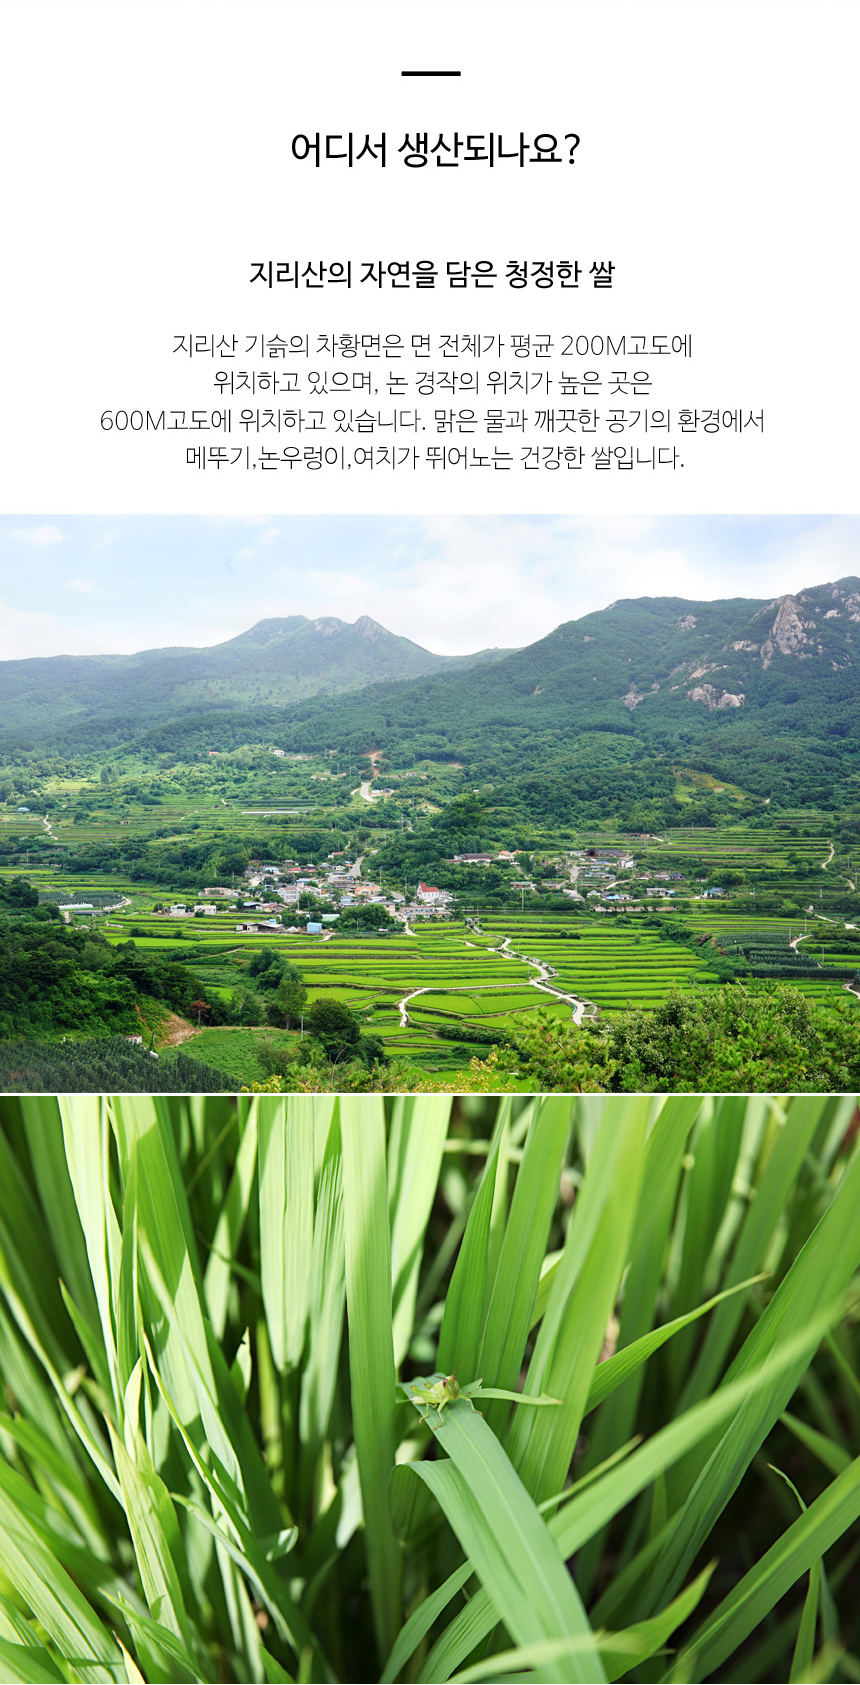 어디서 생산되나요?
지리산의 자연을 담은 청정한 쌀
지리산 기슭의 차황면은 면 전체가 평균 200M고도에
위치하고 있으며, 논 경작의 위치가 높은 곳은
600M고도에 위치하고 있습니다. 맑은 물과 깨끗한 공기의 환경에서
메뚜기,논우렁이,여치가 뛰어노는 건강한 쌀입니다.